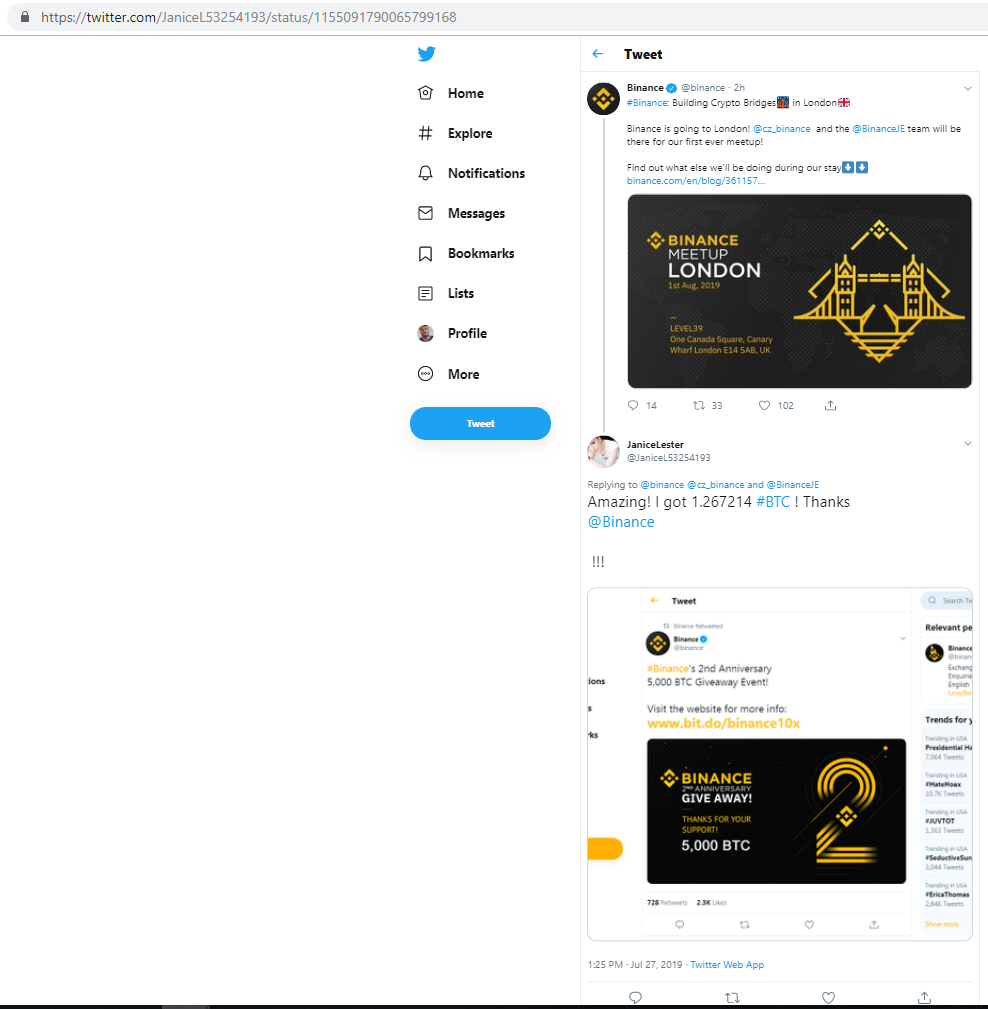 https://twitter.com/JaniceL53254193/status/1155091790065799168
Home
Explore
Notifications
Messages
Bookmarks
Lists
Profile
More
Tweet
Tweet
Binance @binance · 2h
#Binance: Building Crypto Bridges🌉 in London🇬🇧
Binance is going to London! @cz_binance and the @BinanceJE team will be
there for our first ever meetup!
Find out what else we'll be doing during our stay⬇️⬇️
binance.com/en/blog/361157…
BINANCE
MEETUP
LONDON
1st Aug, 2019
LEVEL39
One Canada Square, Canary
Wharf London E14 5AB, UK
14 33 102
JaniceLester
@JaniceL53254193
Replying to @binance @cz_binance and @BinanceJE
Amazing! I got 1.267214 #BTC ! Thanks
@Binance
!!!
Tweet
Binance Retweeted
Binance
@binance
#Binance's 2nd Anniversary
5,000 BTC Giveaway Event!
Visit the website for more info:
www.bit.do/binance10x
BINANCE
2ND ANNIVERSARY
GIVE AWAY!
THANKS FOR YOUR
SUPPORT!
5,000 BTC
728 Retweets 2.3K Likes
ions
s
ks
Search Tw
Relevant pe
Binance
@binan
Exchang
Enquirie
English
Trends for y
Trending in USA
Presidential Ha
7,064 Tweets
Trending in USA
#HateHoax
10.7K Tweets
Trending in USA
#JUVTOT
1,363 Tweets
Trending in USA
#SeductiveSun
3,044 Tweets
Trending in USA
#EricaThomas
2,846 Tweets
Show more
1:25 PM · Jul 27, 2019 · Twitter Web App